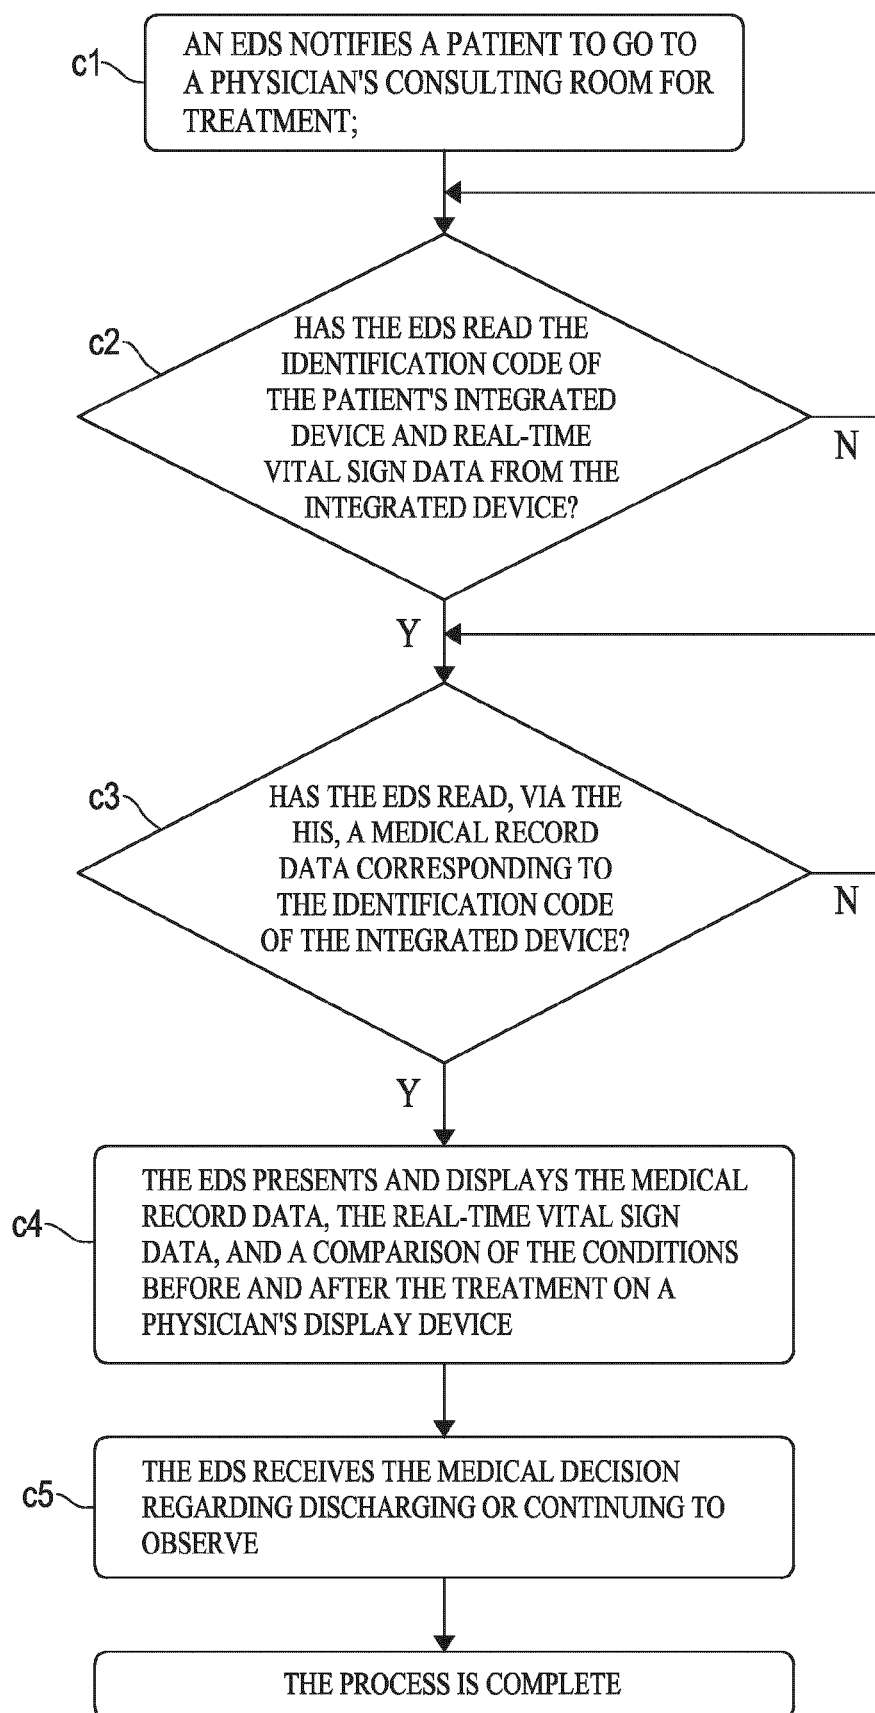 c1
AN EDS NOTIFIES A PATIENT TO GO TO
A PHYSICIAN'S CONSULTING ROOM FOR
TREATMENT;
c2
HAS THE EDS READ THE
IDENTIFICATION CODE OF
THE PATIENT'S INTEGRATED
DEVICE AND REAL-TIME
VITAL SIGN DATA FROM THE
INTEGRATED DEVICE?
N
Y
c3
HAS THE EDS READ, VIA THE
HIS, A MEDICAL RECORD
DATA CORRESPONDING TO
THE IDENTIFICATION CODE
OF THE INTEGRATED DEVICE?
N
Y
c4
THE EDS PRESENTS AND DISPLAYS THE MEDICAL
RECORD DATA, THE REAL-TIME VITAL SIGN
DATA, AND A COMPARISON OF THE CONDITIONS
BEFORE AND AFTER THE TREATMENT ON A
PHYSICIAN'S DISPLAY DEVICE
c5
THE EDS RECEIVES THE MEDICAL DECISION
REGARDING DISCHARGING OR CONTINUING TO
OBSERVE
THE PROCESS IS COMPLETE